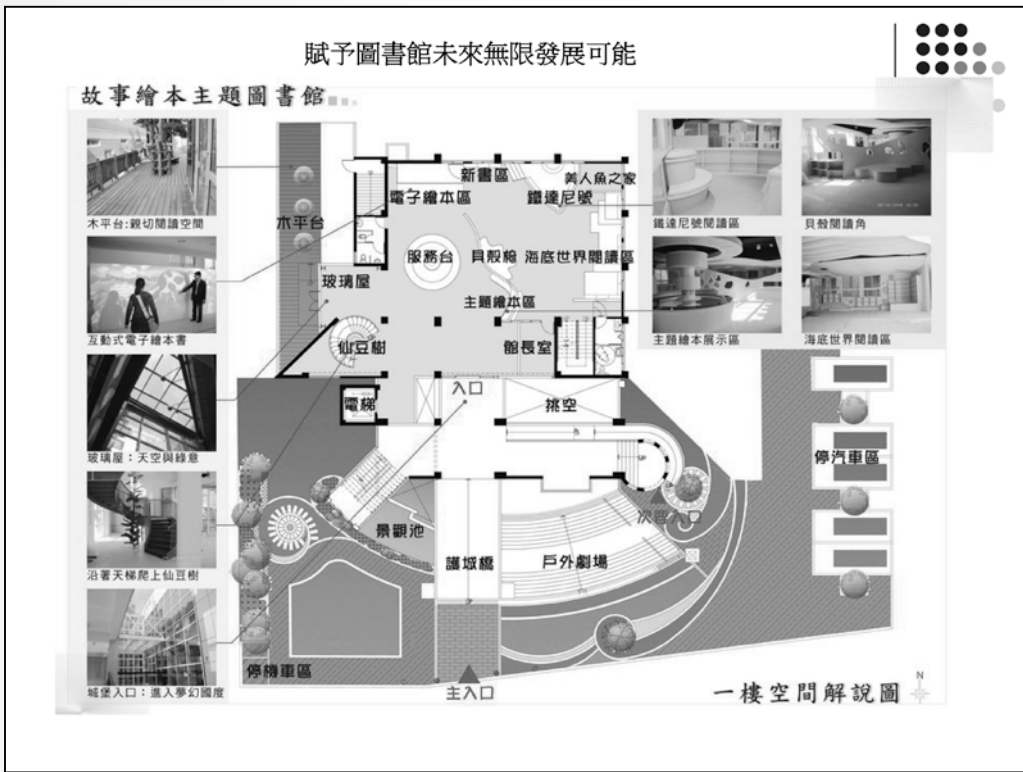 賦予圖書館未來無限發展可能
故事繪本主題圖書館
木平台:親切閱讀空間
互動式電子繪本書
玻璃屋：天空與綠意
沿著天梯爬上仙豆樹
城堡入口：進入夢幻國度
木平台
電子繪本區
新書區
鐵達尼號
美人魚之家
服務台
貝殼粉
海底世界閱讀區
玻璃屋
主題繪本區
仙豆樹
館長室
電梯
入口
挑空
景觀池
護城橋
戶外劇場
次要入口
停汽車區
停機車區
主入口
鐵達尼號閱讀區
貝殼閱讀角
主題繪本展示區
海底世界閱讀區
N
一樓空間解說圖